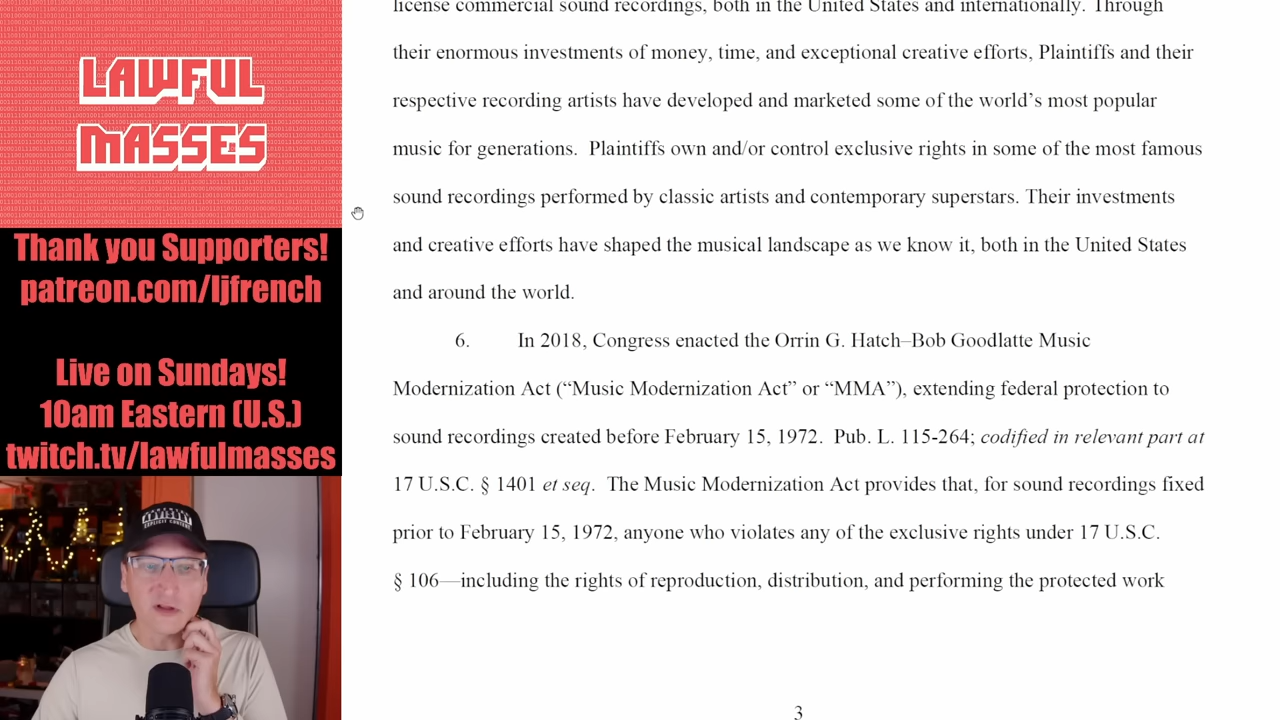 LAWFUL
MASSES
Thank you Supporters!
patreon.com/ljfrench
Live on Sundays!
10am Eastern (U.S.)
twitch.tv/lawfulmasses
license commercial sound recordings, both in the United States and internationally. Through
their enormous investments of money, time, and exceptional creative efforts, Plaintiffs and their
respective recording artists have developed and marketed some of the world’s most popular
music for generations.  Plaintiffs own and/or control exclusive rights in some of the most famous
sound recordings performed by classic artists and contemporary superstars. Their investments
and creative efforts have shaped the musical landscape as we know it, both in the United States
and around the world.
6. In 2018, Congress enacted the Orrin G. Hatch–Bob Goodlatte Music
Modernization Act (“Music Modernization Act” or “MMA”), extending federal protection to
sound recordings created before February 15, 1972.  Pub. L. 115-264; codified in relevant part at
17 U.S.C. § 1401 et seq.  The Music Modernization Act provides that, for sound recordings fixed
prior to February 15, 1972, anyone who violates any of the exclusive rights under 17 U.S.C.
§ 106—including the rights of reproduction, distribution, and performing the protected work
3